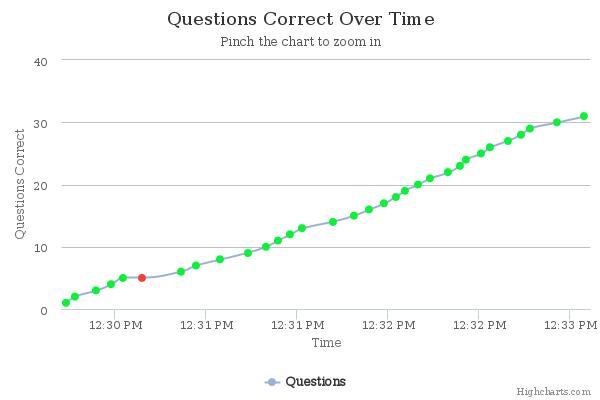 Questions Correct Over Time
Pinch the chart to zoom in
Questions Correct
40
30
20
10
0
12:30 PM
12:31 PM
12:31 PM
12:32 PM
12:32 PM
12:33 PM
Time
Questions
Highcharts.com